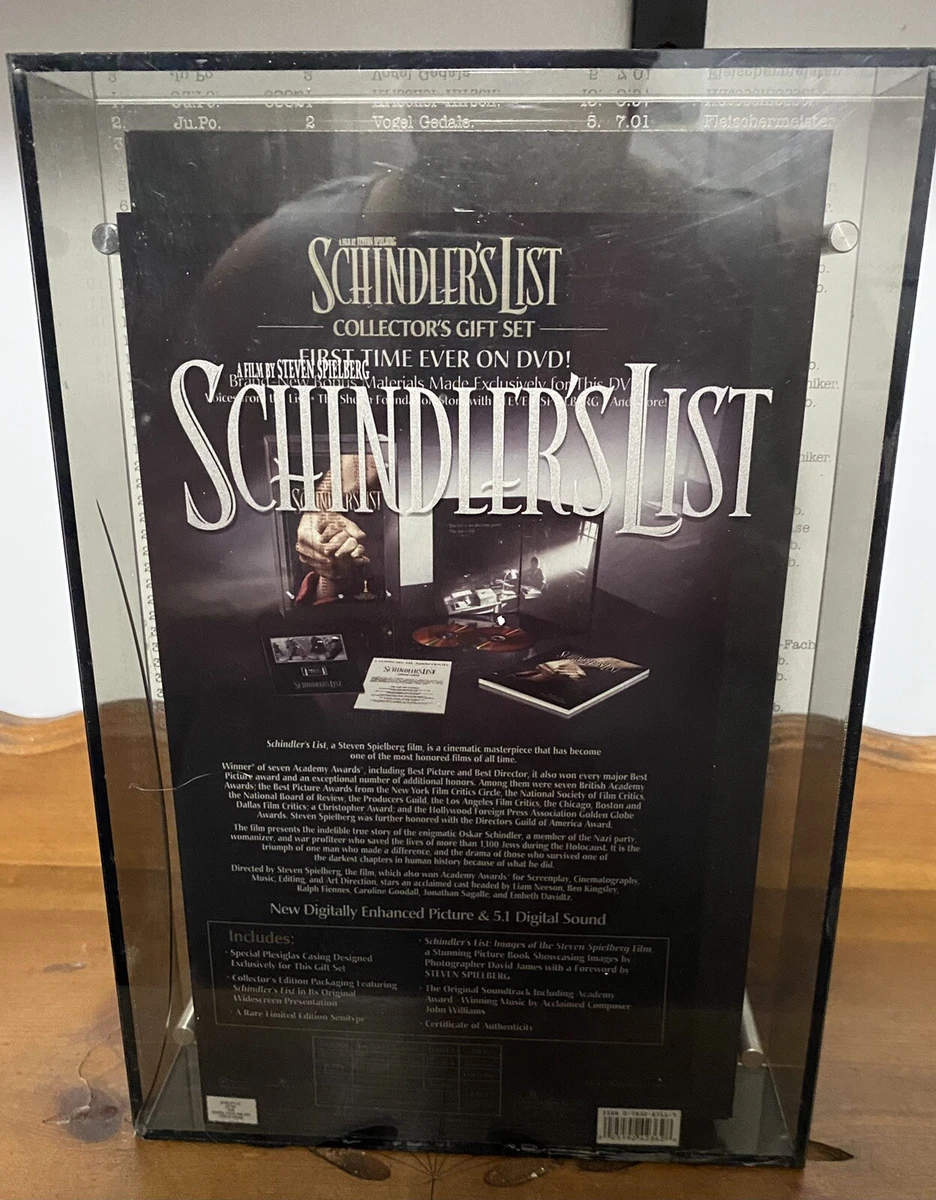 2. Ju.Po. 2 Vogel Gedale. 5. 7.01 Fleischermeister
A FILM BY STEVEN SPIELBERG
SCHINDLER'S LIST
COLLECTOR'S GIFT SET
FIRST TIME EVER ON DVD!
Brand-New Bonus Materials Made Exclusively for This DV
A FILM BY STEVEN SPIELBERG
SCHINDLER'S LIST
SCHINDLER'S LIST
SCHINDLER'S LIST
SCHINDLER'S LIST
Schindler's List, a Steven Spielberg film, is a cinematic masterpiece that has become
one of the most honored films of all time.
Winner of seven Academy Awards®, including Best Picture and Best Director, it also won every major Best
Picture award and an exceptional number of additional honors. Among them were seven British Academy
Awards; the Best Picture Awards from the New York Film Critics Circle, the National Society of Film Critics,
the National Board of Review, the Producers Guild, the Los Angeles Film Critics, the Chicago, Boston and
Dallas Film Critics; a Christopher Award; and the Hollywood Foreign Press Association Golden Globe
Awards. Steven Spielberg was further honored with the Directors Guild of America Award.
The film presents the indelible true story of the enigmatic Oskar Schindler, a member of the Nazi party,
womanizer, and war profiteer who saved the lives of more than 1,100 Jews during the Holocaust. It is the
triumph of one man who made a difference, and the drama of those who survived one of
the darkest chapters in human history because of what he did.
Directed by Steven Spielberg, the film, which also won Academy Awards® for Screenplay, Cinematography,
Music, Editing, and Art Direction, stars an acclaimed cast headed by Liam Neeson, Ben Kingsley,
Ralph Fiennes, Caroline Goodall, Jonathan Sagalle, and Embeth Davidtz.
New Digitally Enhanced Picture & 5.1 Digital Sound
Includes:
· Special Plexiglas Casing Designed
Exclusively for This Gift Set
· Collector's Edition Packaging Featuring
Schindler's List in Its Original
Widescreen Presentation
· A Rare Limited Edition Senitype
· Schindler's List: Images of the Steven Spielberg Film,
a Stunning Picture Book Showcasing Images by
Photographer David James with a Foreword by
STEVEN SPIELBERG
· The Original Soundtrack Including Academy
Award-Winning Music by Acclaimed Composer
John Williams
· Certificate of Authenticity